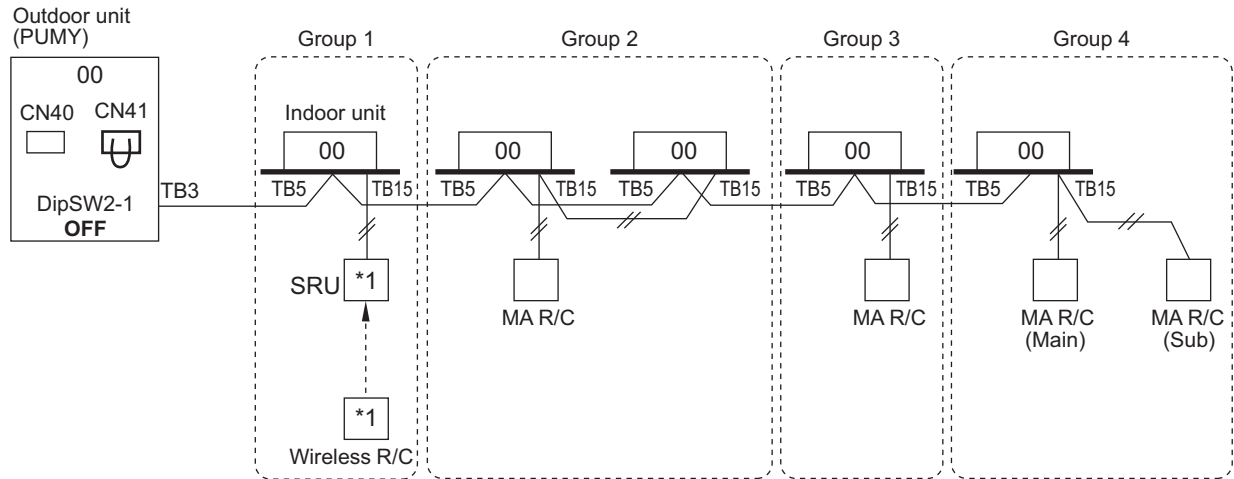 Outdoor unit
(PUMY)
Group 1
Group 2
Group 3
Group 4
00
CN40
CN41
DipSW2-1
OFF
TB3
Indoor unit
00
00
00
00
00
TB5
TB15
TB5
TB15
TB5
TB15
TB5
TB15
TB5
TB15
SRU
*1
MA R/C
MA R/C
MA R/C
(Main)
MA R/C
(Sub)
*1
Wireless R/C